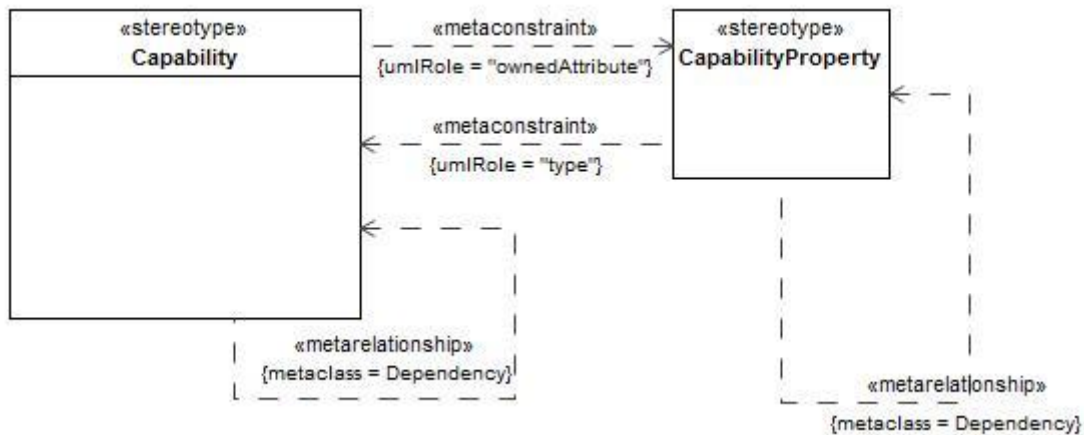 «stereotype»
Capability
«metaconstraint»
{umlRole = "ownedAttribute"}
«stereotype»
CapabilityProperty
«metaconstraint»
{umlRole = "type"}
«metarelationship»
{metaclass = Dependency}
«metarelationship»
{metaclass = Dependency}